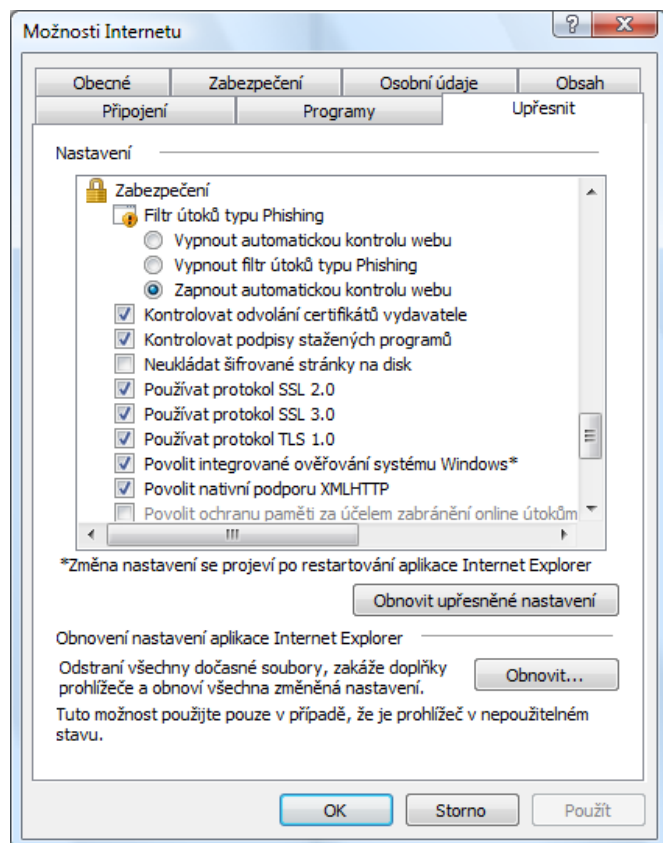 Možnosti Internetu
Obecné
Zabezpečení
Osobní údaje
Obsah
Připojení
Programy
Upřesnit
Nastavení
Zabezpečení
Filtr útoků typu Phishing
Vypnout automatickou kontrolu webu
Vypnout filtr útoků typu Phishing
Zapnout automatickou kontrolu webu
Kontrolovat odvolání certifikátů vydavatele
Kontrolovat podpisy stažených programů
Neukládat šifrované stránky na disk
Používat protokol SSL 2.0
Používat protokol SSL 3.0
Používat protokol TLS 1.0
Povolit integrované ověřování systému Windows*
Povolit nativní podporu XMLHTTP
Povolit ochranu paměti za účelem zabránění online útokům
*Změna nastavení se projeví po restartování aplikace Internet Explorer
Obnovit upřesněné nastavení
Obnovení nastavení aplikace Internet Explorer
Odstraní všechny dočasné soubory, zakáže doplňky
prohlížeče a obnoví všechna změněná nastavení.
Obnovit...
Tuto možnost použijte pouze v případě, že je prohlížeč v nepoužitelném
stavu.
OK
Storno
Použít